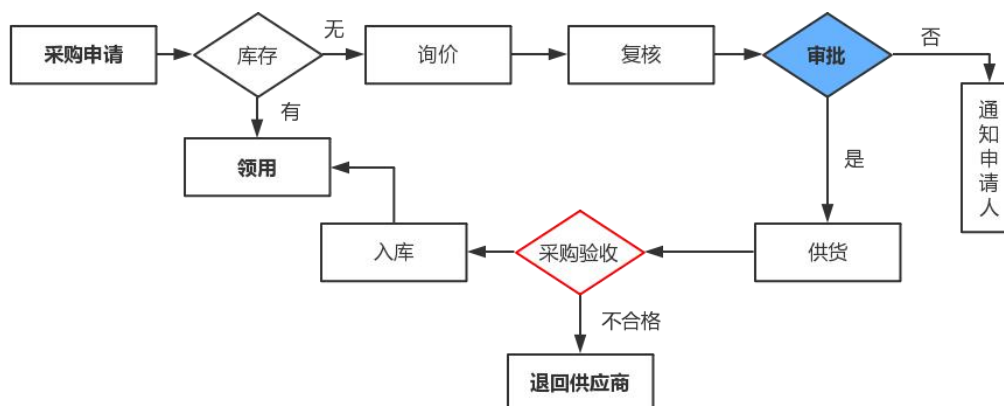 采购申请
库存
无
询价
复核
审批
否
有
通知申请人
领用
是
入库
采购验收
供货
不合格
退回供应商